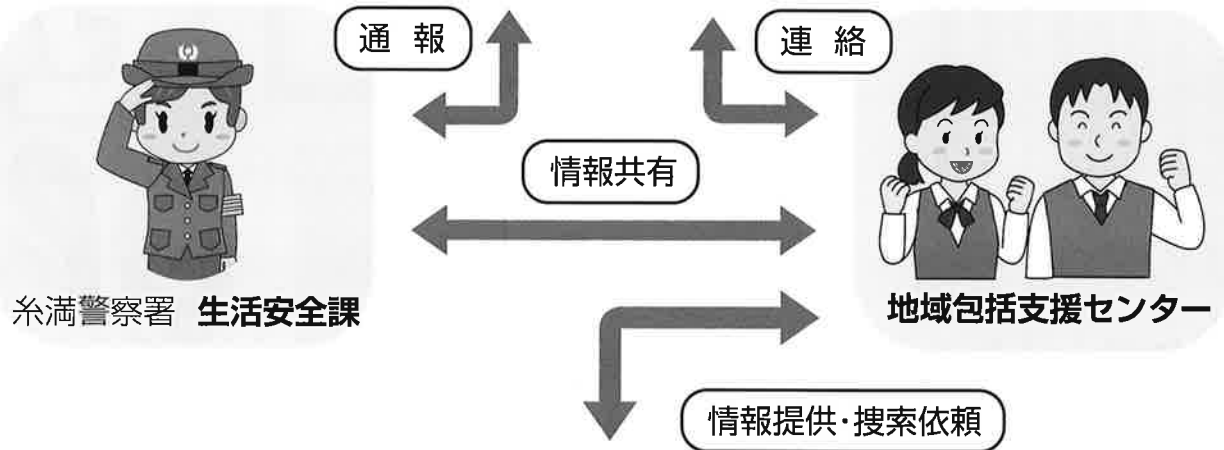 通報
連絡
情報共有
糸満警察署 生活安全課
地域包括支援センター
情報提供・捜索依頼